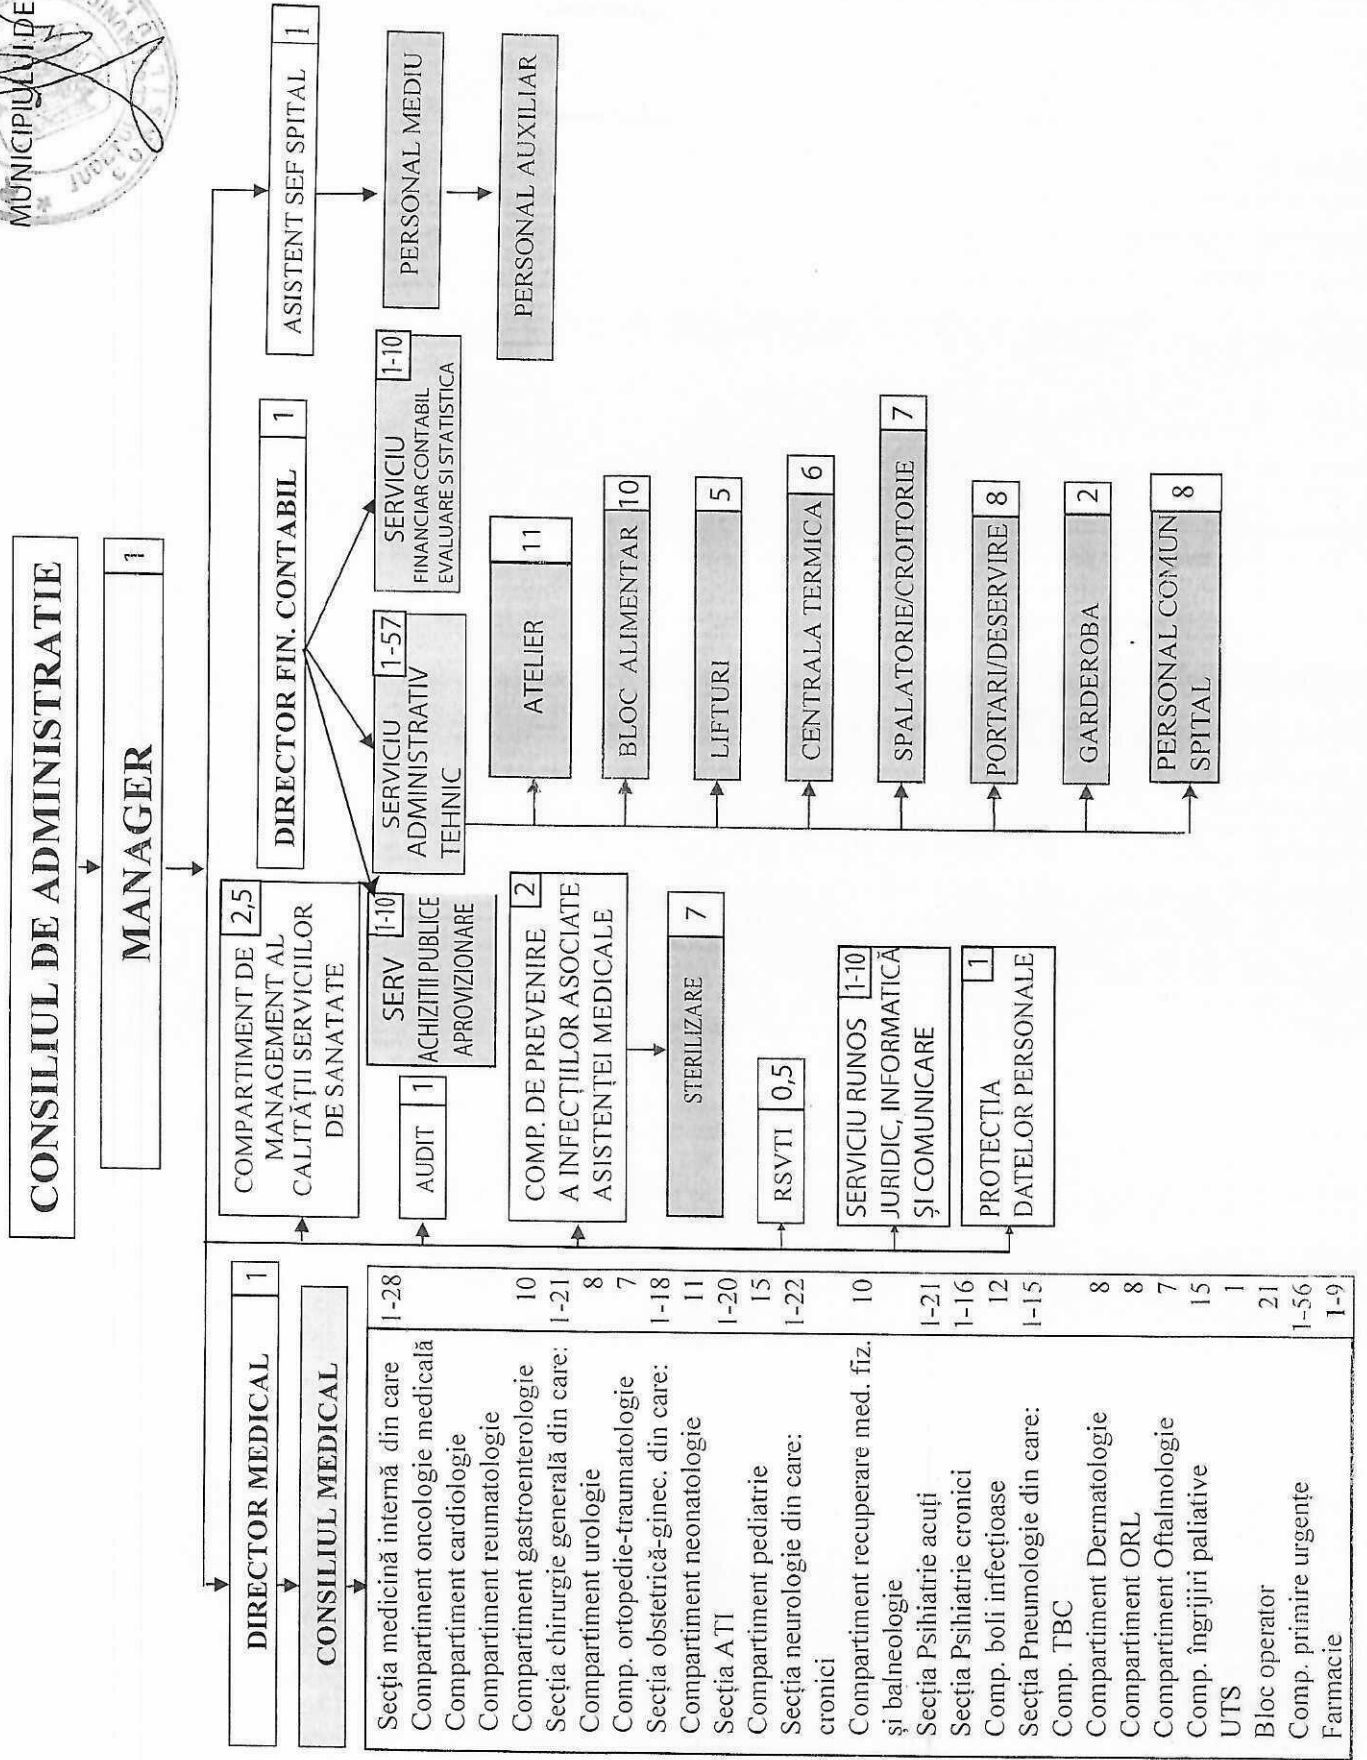 MUNICIPIULUI DE
CONSILIUL DE ADMINISTRATIE
MANAGER 1
DIRECTOR MEDICAL 1
CONSILIUL MEDICAL
Secția medicină internă din care 1-28
Compartiment oncologie medicală
Compartiment cardiologie
Compartiment reumatologie
Compartiment gastroenterologie 10
Secția chirurgie generală din care: 1-21
Compartiment urologie 8
Comp. ortopedie-traumatologie 7
Secția obstetrică-ginec. din care: 1-18
Compartiment neonatologie 11
Secția ATI 1-20
Compartiment pediatrie 15
Secția neurologie din care: 1-22
cronici
Compartiment recuperare med. fiz. 10
și balneologie
Secția Psihiatrie acuți 1-21
Secția Psihiatrie cronici 1-16
Comp. boli infecțioase 12
Secția Pneumologie din care: 1-15
Comp. TBC
Compartiment Dermatologie 8
Compartiment ORL 8
Compartiment Oftalmologie 7
Comp. îngrijiri paliative 15
UTS 1
Bloc operator 21
Comp. primire urgențe 1-56
Farmacie 1-9
COMPARTIMENT DE 2,5
MANAGEMENT AL
CALITĂȚII SERVICIILOR
DE SANATATE
AUDIT 1
COMP. DE PREVENIRE 2
A INFECȚIILOR ASOCIATE
ASISTENȚEI MEDICALE
STERILIZARE 7
RSVTI 0,5
SERVICIU RUNOS 1-10
JURIDIC, INFORMATICĂ
ȘI COMUNICARE
PROTECȚIA 1
DATELOR PERSONALE
DIRECTOR FIN. CONTABIL 1
SERV 1-10
ACHIZITII PUBLICE
APROVIZIONARE
SERVICIU 1-57
ADMINISTRATIV
TEHNIC
SERVICIU 1-10
FINANCIAR CONTABIL
EVALUARE SI STATISTICA
ATELIER 11
BLOC ALIMENTAR 10
LIFTURI 5
CENTRALA TERMICA 6
SPALATORIE/CROITORIE 7
PORTARI/DESERVIRE 8
GARDEROBA 2
PERSONAL COMUN 8
SPITAL
ASISTENT SEF SPITAL 1
PERSONAL MEDIU
PERSONAL AUXILIAR